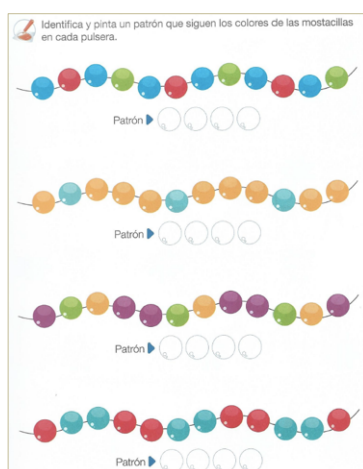 Identifica y pinta un patrón que siguen los colores de las mostacillas
en cada pulsera.
Patrón
Patrón
Patrón
Patrón